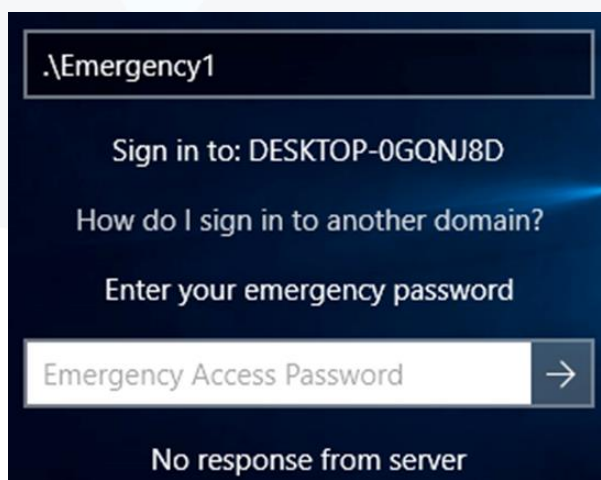 .\Emergency1
Sign in to: DESKTOP-0GQNJ8D
How do I sign in to another domain?
Enter your emergency password
Emergency Access Password
No response from server